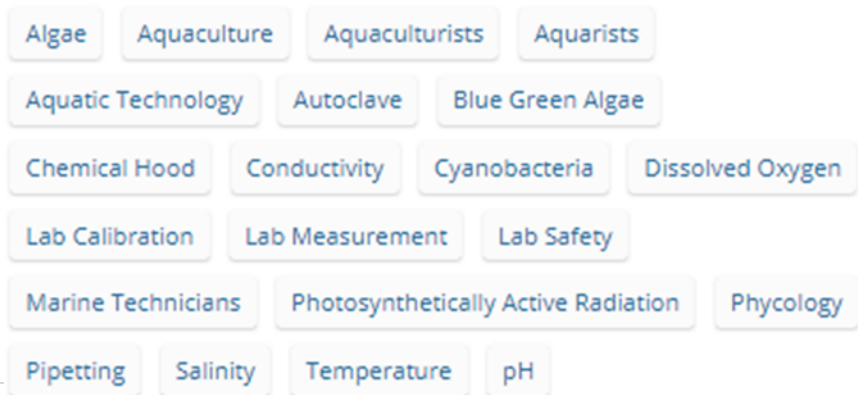 Algae Aquaculture Aquaculturists Aquarists
Aquatic Technology Autoclave Blue Green Algae
Chemical Hood Conductivity Cyanobacteria Dissolved Oxygen
Lab Calibration Lab Measurement Lab Safety
Marine Technicians Photosynthetically Active Radiation Phycology
Pipetting Salinity Temperature pH